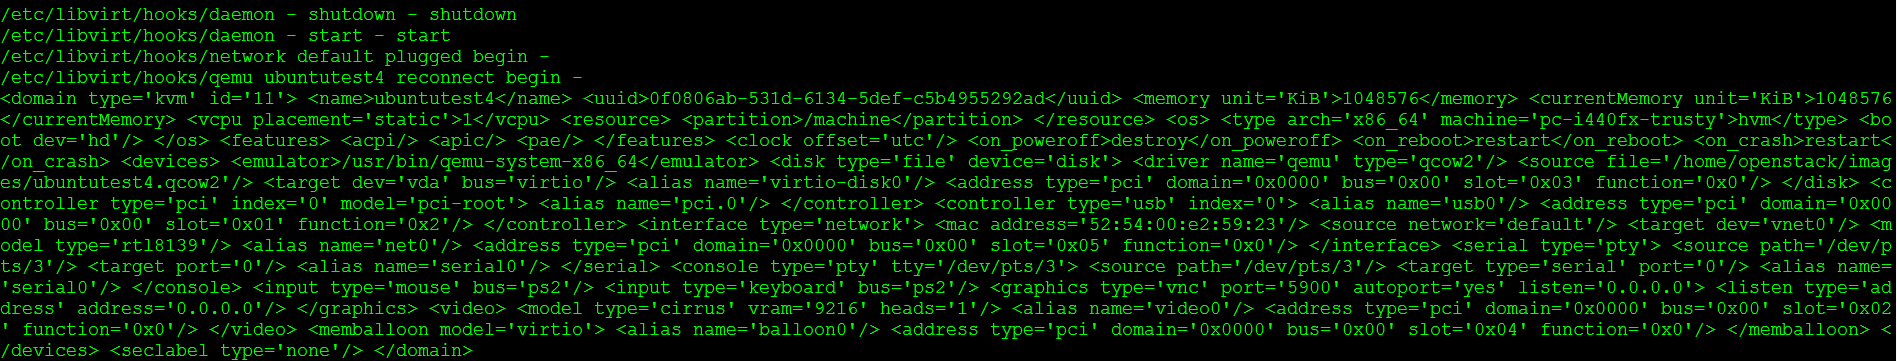 /etc/libvirt/hooks/daemon - shutdown - shutdown
/etc/libvirt/hooks/daemon - start - start
/etc/libvirt/hooks/network default plugged begin -
/etc/libvirt/hooks/qemu ubuntutest4 reconnect begin -
<domain type='kvm' id='11'> <name>ubuntutest4</name> <uuid>0f0806ab-531d-6134-5def-c5b4955292ad</uuid> <memory unit='KiB'>1048576</memory> <currentMemory unit='KiB'>1048576
</currentMemory> <vcpu placement='static'>1</vcpu> <resource> <partition>/machine</partition> </resource> <os> <type arch='x86_64' machine='pc-i440fx-trusty'>hvm</type> <bo
ot dev='hd'/> </os> <features> <acpi/> <apic/> <pae/> </features> <clock offset='utc'/> <on_poweroff>destroy</on_poweroff> <on_reboot>restart</on_reboot> <on_crash>restart<
/on_crash> <devices> <emulator>/usr/bin/qemu-system-x86_64</emulator> <disk type='file' device='disk'> <driver name='qemu' type='qcow2'/> <source file='/home/openstack/imag
es/ubuntutest4.qcow2'/> <target dev='vda' bus='virtio'/> <alias name='virtio-disk0'/> <address type='pci' domain='0x0000' bus='0x00' slot='0x03' function='0x0'/> </disk> <c
ontroller type='pci' index='0' model='pci-root'> <alias name='pci.0'/> </controller> <controller type='usb' index='0'> <alias name='usb0'/> <address type='pci' domain='0x00
00' bus='0x00' slot='0x01' function='0x2'/> </controller> <interface type='network'> <mac address='52:54:00:e2:59:23'/> <source network='default'/> <target dev='vnet0'/> <m
odel type='rtl8139'/> <alias name='net0'/> <address type='pci' domain='0x0000' bus='0x00' slot='0x05' function='0x0'/> </interface> <serial type='pty'> <source path='/dev/p
ts/3'/> <target port='0'/> <alias name='serial0'/> </serial> <console type='pty' tty='/dev/pts/3'> <source path='/dev/pts/3'/> <target type='serial' port='0'/> <alias name=
'serial0'/> </console> <input type='mouse' bus='ps2'/> <input type='keyboard' bus='ps2'/> <graphics type='vnc' port='5900' autoport='yes' listen='0.0.0.0'> <listen type='ad
dress' address='0.0.0.0'/> </graphics> <video> <model type='cirrus' vram='9216' heads='1'/> <alias name='video0'/> <address type='pci' domain='0x0000' bus='0x00' slot='0x02
' function='0x0'/> </video> <memballoon model='virtio'> <alias name='balloon0'/> <address type='pci' domain='0x0000' bus='0x00' slot='0x04' function='0x0'/> </memballoon> <
/devices> <seclabel type='none'/> </domain>